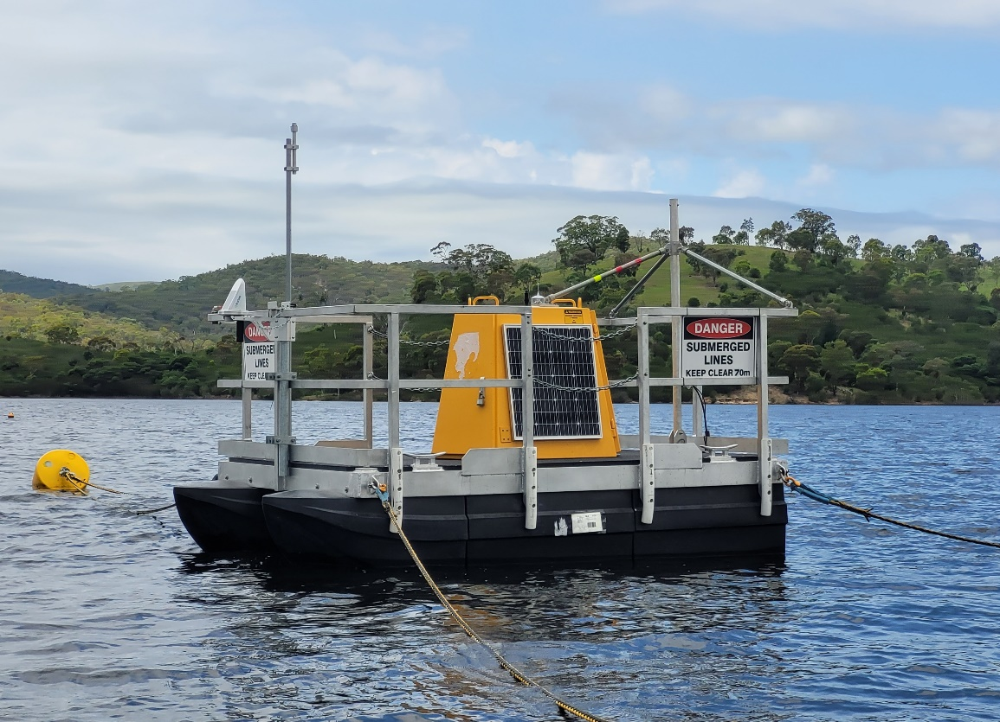 DANGER
SUBMERGED
LINES
KEEP CLEAR
DANGER
SUBMERGED
LINES
KEEP CLEAR 70m